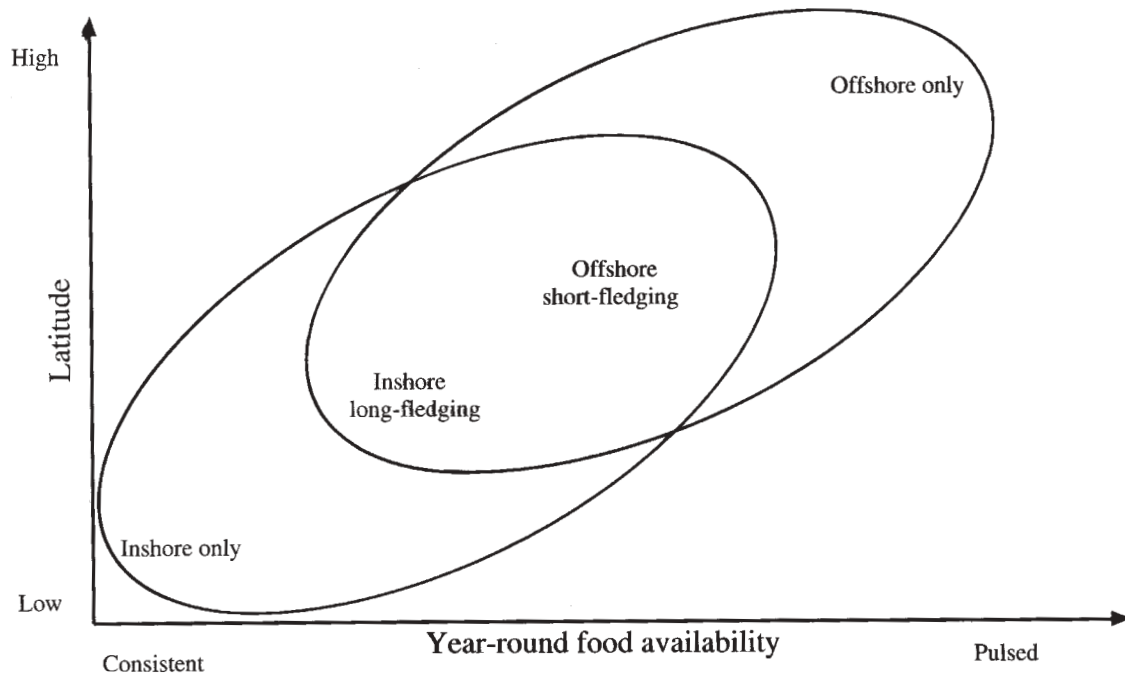 High
Offshore only
Offshore
short-fledging
Latitude
Inshore
long-fledging
Inshore only
Low
Year-round food availability
Consistent
Pulsed